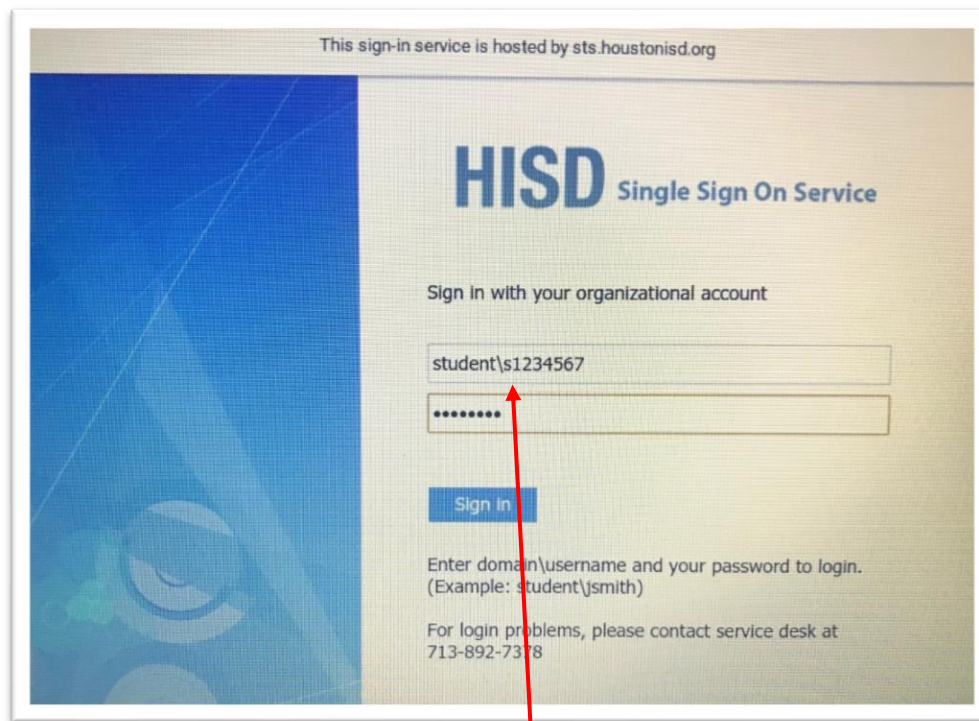 This sign-in service is hosted by sts.houstonisd.org
HISD Single Sign On Service
Sign in with your organizational account
student\s1234567
••••••••
Sign in
Enter domain\username and your password to login.
(Example: student\jsmith)
For login problems, please contact service desk at
713-892-7378